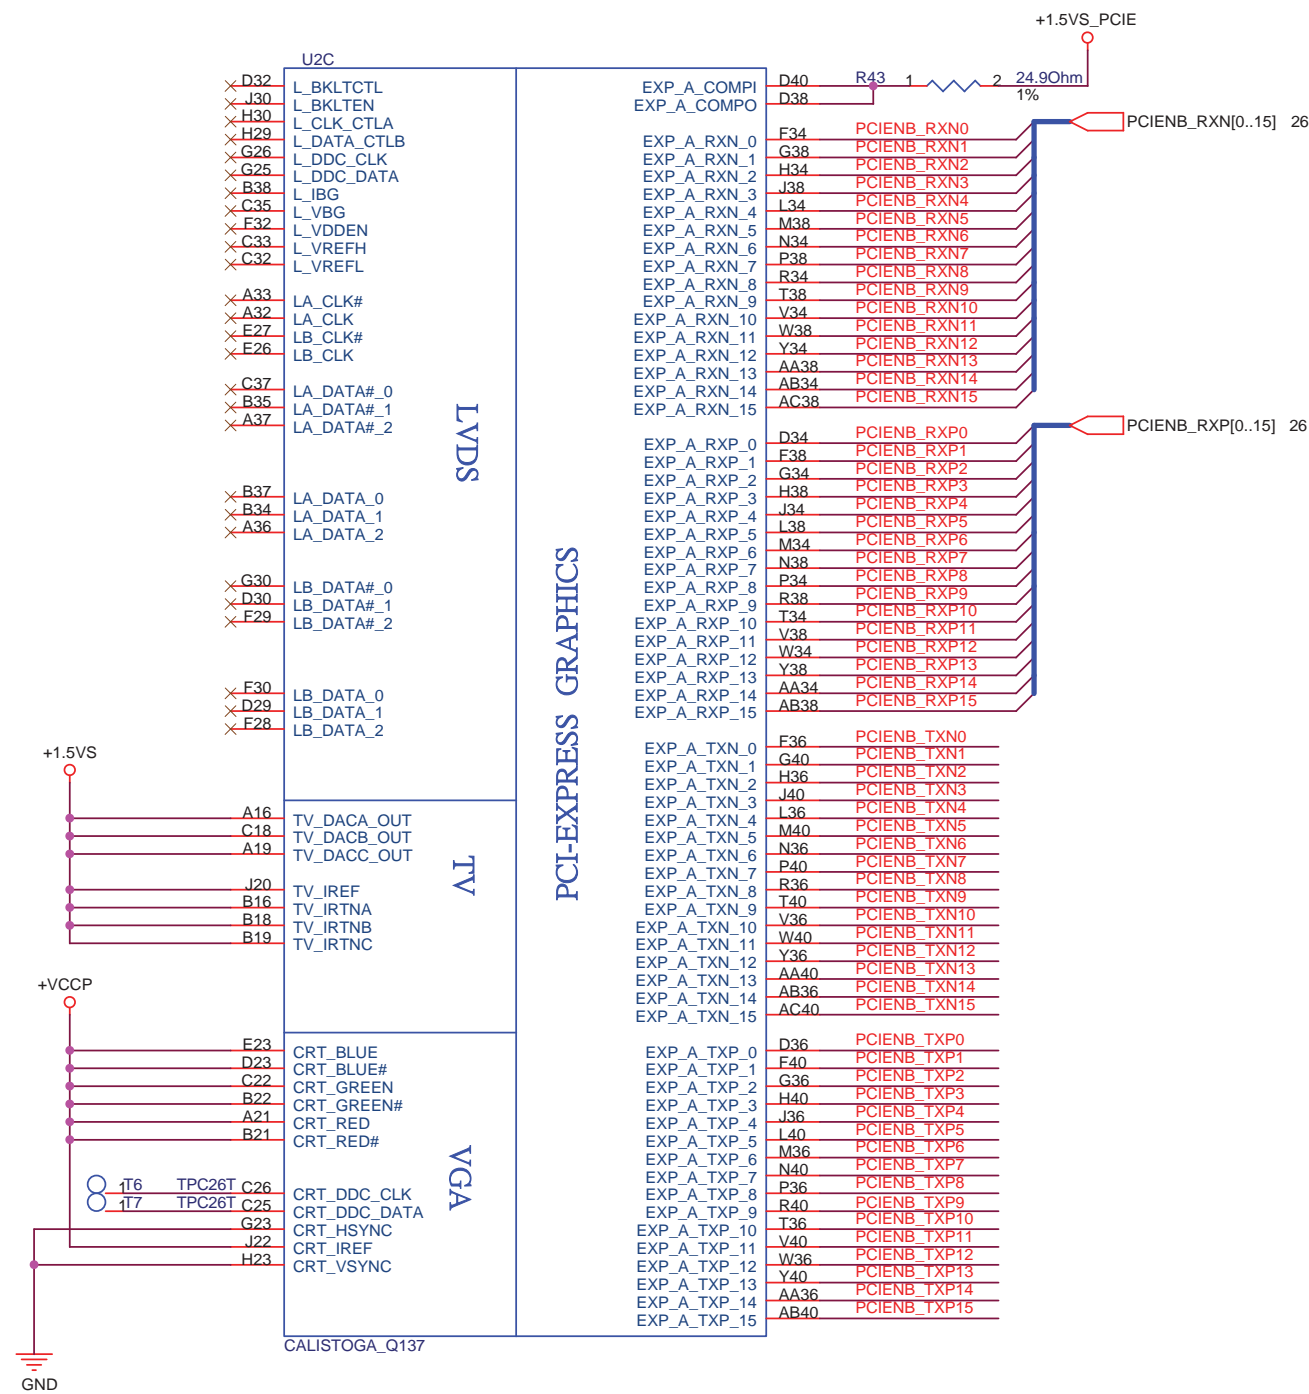 +1.5VS_PCIE
U2C
D32 L_BKLTCTL
J30 L_BKLTEN
H30 L_CLK_CTLA
H29 L_DATA_CTLB
G26 L_DDC_CLK
G25 L_DDC_DATA
B38 L_IBG
C35 L_VBG
F32 L_VDDEN
C33 L_VREFH
C32 L_VREFL
A33 LA_CLK#
A32 LA_CLK
E27 LB_CLK#
E26 LB_CLK
C37 LA_DATA#_0
B35 LA_DATA#_1
A37 LA_DATA#_2
B37 LA_DATA_0
B34 LA_DATA_1
A36 LA_DATA_2
G30 LB_DATA#_0
D30 LB_DATA#_1
F29 LB_DATA#_2
F30 LB_DATA_0
D29 LB_DATA_1
F28 LB_DATA_2
LVDS
+1.5VS
A16 TV_DACA_OUT
C18 TV_DACB_OUT
A19 TV_DACC_OUT
J20 TV_IREF
B16 TV_IRTNA
B18 TV_IRTNB
B19 TV_IRTNC
TV
+VCCP
E23 CRT_BLUE
D23 CRT_BLUE#
C22 CRT_GREEN
B22 CRT_GREEN#
A21 CRT_RED
B21 CRT_RED#
1 T6 TPC26T C26 CRT_DDC_CLK
1 T7 TPC26T C25 CRT_DDC_DATA
G23 CRT_HSYNC
J22 CRT_IREF
H23 CRT_VSYNC
VGA
GND
CALISTOGA_Q137
PCI-EXPRESS GRAPHICS
EXP_A_COMPI D40 R43 1 2 24.9Ohm
EXP_A_COMPO D38 1%
PCIENB_RXN[0..15] 26
EXP_A_RXN_0 F34 PCIENB_RXN0
EXP_A_RXN_1 G38 PCIENB_RXN1
EXP_A_RXN_2 H34 PCIENB_RXN2
EXP_A_RXN_3 J38 PCIENB_RXN3
EXP_A_RXN_4 L34 PCIENB_RXN4
EXP_A_RXN_5 M38 PCIENB_RXN5
EXP_A_RXN_6 N34 PCIENB_RXN6
EXP_A_RXN_7 P38 PCIENB_RXN7
EXP_A_RXN_8 R34 PCIENB_RXN8
EXP_A_RXN_9 T38 PCIENB_RXN9
EXP_A_RXN_10 V34 PCIENB_RXN10
EXP_A_RXN_11 W38 PCIENB_RXN11
EXP_A_RXN_12 Y34 PCIENB_RXN12
EXP_A_RXN_13 AA38 PCIENB_RXN13
EXP_A_RXN_14 AB34 PCIENB_RXN14
EXP_A_RXN_15 AC38 PCIENB_RXN15
PCIENB_RXP[0..15] 26
EXP_A_RXP_0 D34 PCIENB_RXP0
EXP_A_RXP_1 F38 PCIENB_RXP1
EXP_A_RXP_2 G34 PCIENB_RXP2
EXP_A_RXP_3 H38 PCIENB_RXP3
EXP_A_RXP_4 J34 PCIENB_RXP4
EXP_A_RXP_5 L38 PCIENB_RXP5
EXP_A_RXP_6 M34 PCIENB_RXP6
EXP_A_RXP_7 N38 PCIENB_RXP7
EXP_A_RXP_8 P34 PCIENB_RXP8
EXP_A_RXP_9 R38 PCIENB_RXP9
EXP_A_RXP_10 T34 PCIENB_RXP10
EXP_A_RXP_11 V38 PCIENB_RXP11
EXP_A_RXP_12 W34 PCIENB_RXP12
EXP_A_RXP_13 Y38 PCIENB_RXP13
EXP_A_RXP_14 AA34 PCIENB_RXP14
EXP_A_RXP_15 AB38 PCIENB_RXP15
EXP_A_TXN_0 F36 PCIENB_TXN0
EXP_A_TXN_1 G40 PCIENB_TXN1
EXP_A_TXN_2 H36 PCIENB_TXN2
EXP_A_TXN_3 J40 PCIENB_TXN3
EXP_A_TXN_4 L36 PCIENB_TXN4
EXP_A_TXN_5 M40 PCIENB_TXN5
EXP_A_TXN_6 N36 PCIENB_TXN6
EXP_A_TXN_7 P40 PCIENB_TXN7
EXP_A_TXN_8 R36 PCIENB_TXN8
EXP_A_TXN_9 T40 PCIENB_TXN9
EXP_A_TXN_10 V36 PCIENB_TXN10
EXP_A_TXN_11 W40 PCIENB_TXN11
EXP_A_TXN_12 Y36 PCIENB_TXN12
EXP_A_TXN_13 AA40 PCIENB_TXN13
EXP_A_TXN_14 AB36 PCIENB_TXN14
EXP_A_TXN_15 AC40 PCIENB_TXN15
EXP_A_TXP_0 D36 PCIENB_TXP0
EXP_A_TXP_1 F40 PCIENB_TXP1
EXP_A_TXP_2 G36 PCIENB_TXP2
EXP_A_TXP_3 H40 PCIENB_TXP3
EXP_A_TXP_4 J36 PCIENB_TXP4
EXP_A_TXP_5 L40 PCIENB_TXP5
EXP_A_TXP_6 M36 PCIENB_TXP6
EXP_A_TXP_7 N40 PCIENB_TXP7
EXP_A_TXP_8 P36 PCIENB_TXP8
EXP_A_TXP_9 R40 PCIENB_TXP9
EXP_A_TXP_10 T36 PCIENB_TXP10
EXP_A_TXP_11 V40 PCIENB_TXP11
EXP_A_TXP_12 W36 PCIENB_TXP12
EXP_A_TXP_13 Y40 PCIENB_TXP13
EXP_A_TXP_14 AA36 PCIENB_TXP14
EXP_A_TXP_15 AB40 PCIENB_TXP15